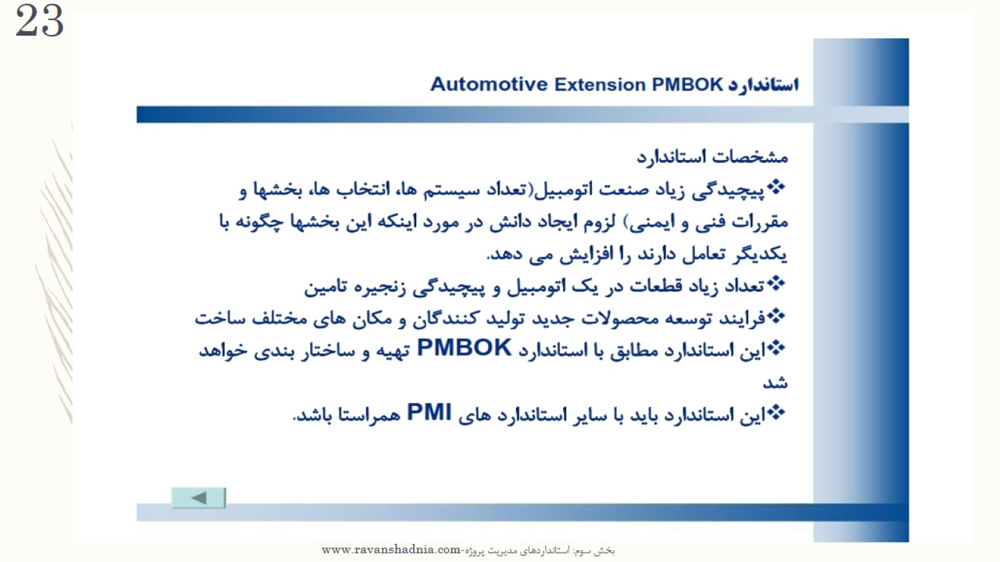 23
استاندارد Automotive Extension PMBOK
مشخصات استاندارد
❖پیچیدگی زیاد صنعت اتومبیل(تعداد سیستم ها، انتخاب ها، بخشها و
مقررات فنی و ایمنی) لزوم ایجاد دانش در مورد اینکه این بخشها چگونه با
یکدیگر تعامل دارند را افزایش می دهد.
❖تعداد زیاد قطعات در یک اتومبیل و پیچیدگی زنجیره تامین
❖فرایند توسعه محصولات جدید تولید کنندگان و مکان های مختلف ساخت
❖این استاندارد مطابق با استاندارد PMBOK تهیه و ساختار بندی خواهد
شد
❖این استاندارد باید با سایر استاندارد های PMI همراستا باشد.
بخش سوم: استانداردهای مدیریت پروژه-www.ravanshadnia.com